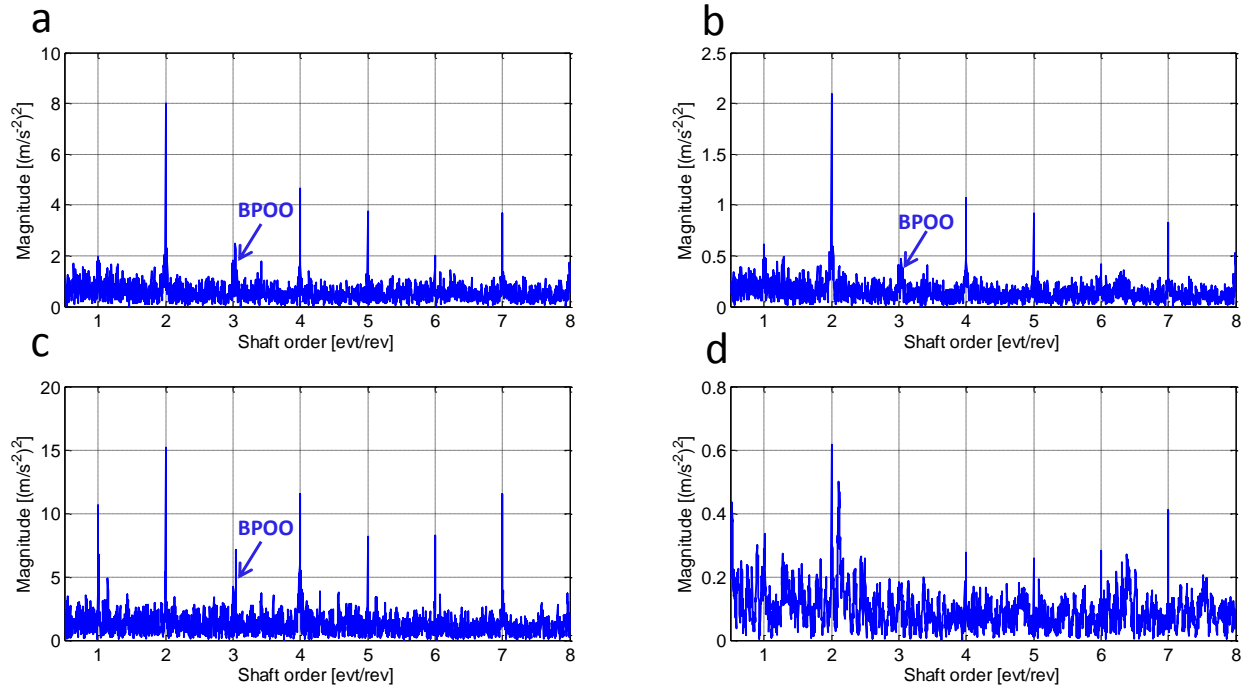 a
10
8
6
4
2
0
Magnitude [(m/s⁻²)²]
BPOO
1 2 3 4 5 6 7 8
Shaft order [evt/rev]
b
2.5
2
1.5
1
0.5
0
Magnitude [(m/s⁻²)²]
BPOO
1 2 3 4 5 6 7 8
Shaft order [evt/rev]
c
20
15
10
5
0
Magnitude [(m/s⁻²)²]
BPOO
1 2 3 4 5 6 7 8
Shaft order [evt/rev]
d
0.8
0.6
0.4
0.2
0
Magnitude [(m/s⁻²)²]
1 2 3 4 5 6 7 8
Shaft order [evt/rev]